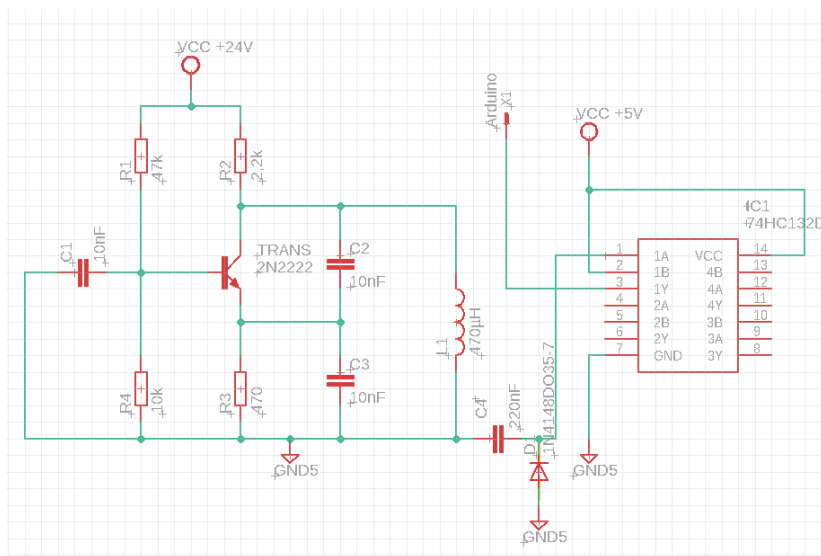 VCC +24V
Arduino
X1
VCC +5V
R1
47k
R2
2.2k
IC1
74HC132D
C1
10nF
TRANS
2N2222
C2
10nF
1
1A
VCC
14
2
1B
4B
13
3
1Y
4A
12
4
2A
4Y
11
5
2B
3B
10
6
2Y
3A
9
7
GND
3Y
8
L1
470µH
R4
10k
R3
470
C3
10nF
C4
220nF
D
1N4148DO35-7
GND5
GND5
GND5